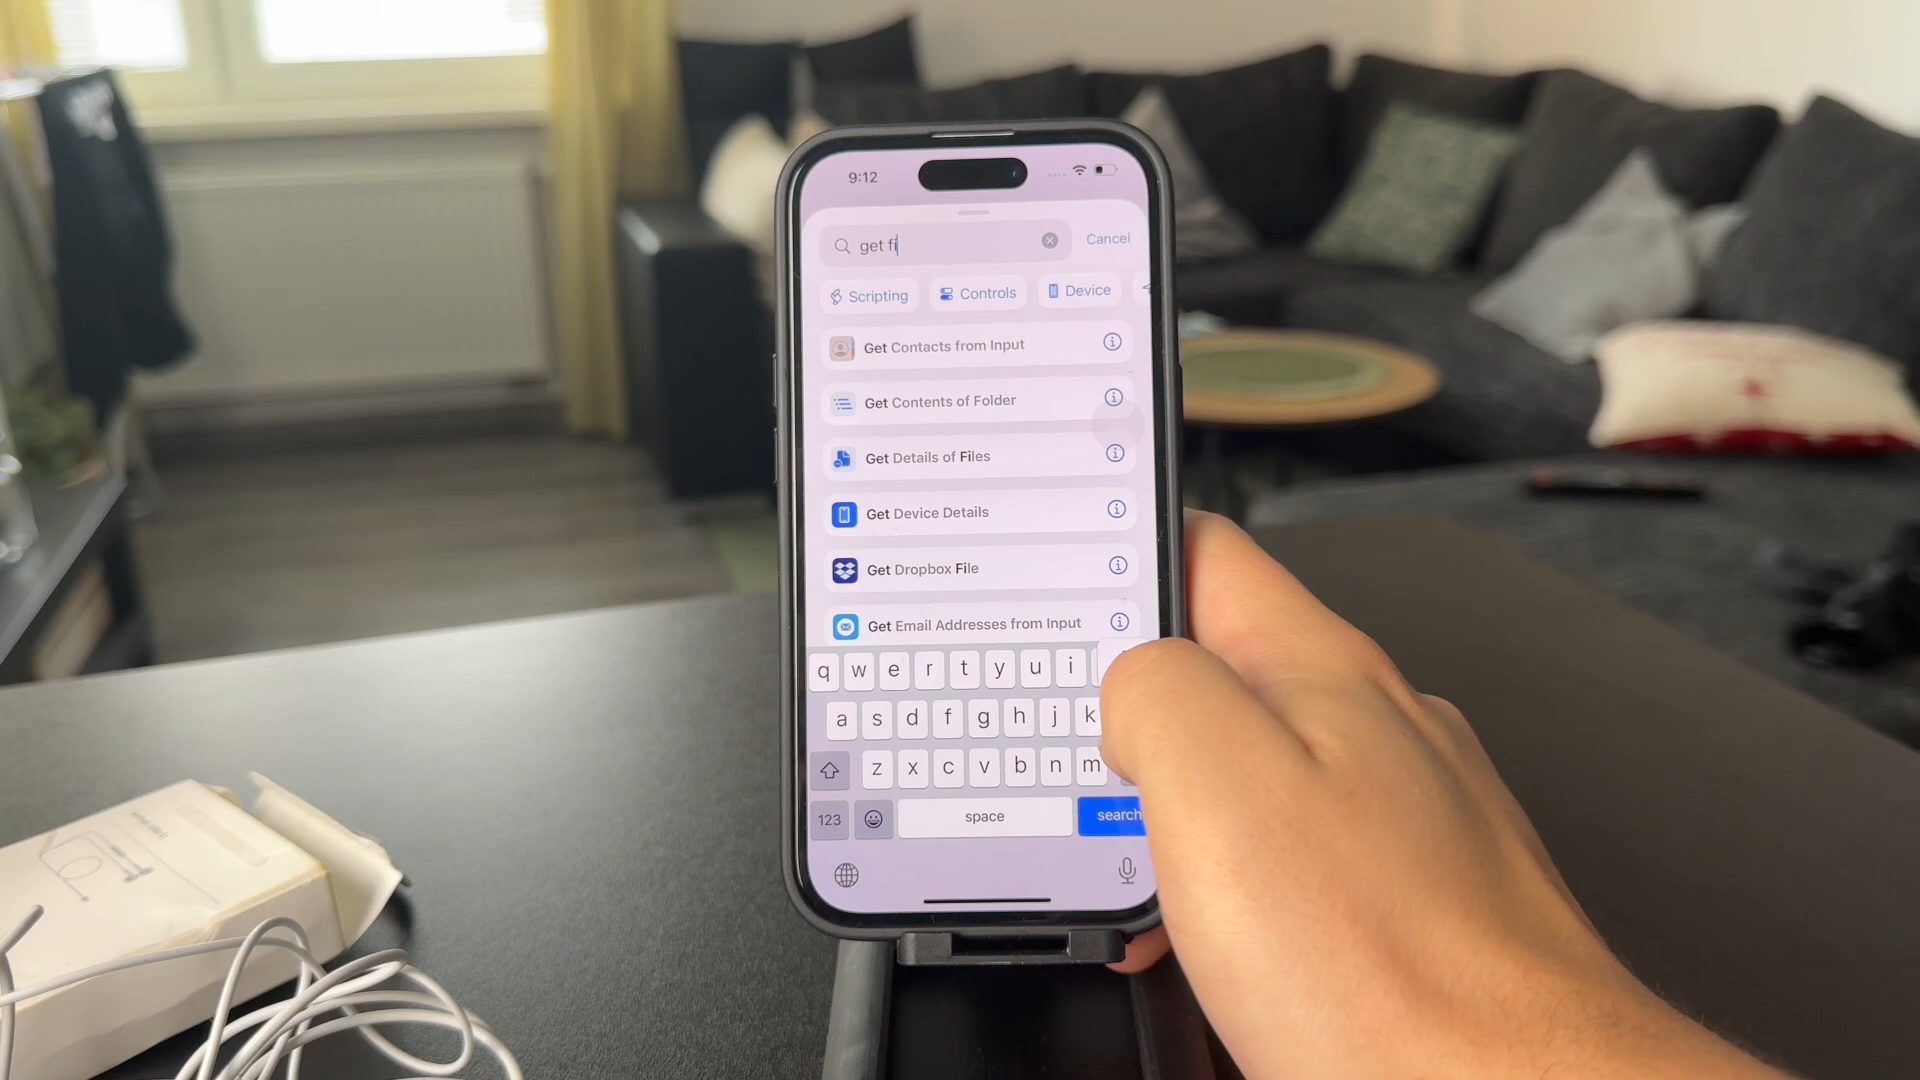 9:12
get fi
Cancel
Scripting
Controls
Device
Get Contacts from Input
Get Contents of Folder
Get Details of Files
Get Device Details
Get Dropbox File
Get Email Addresses from Input
q w e r t y u i
a s d f g h j k
z x c v b n m
123
space
search